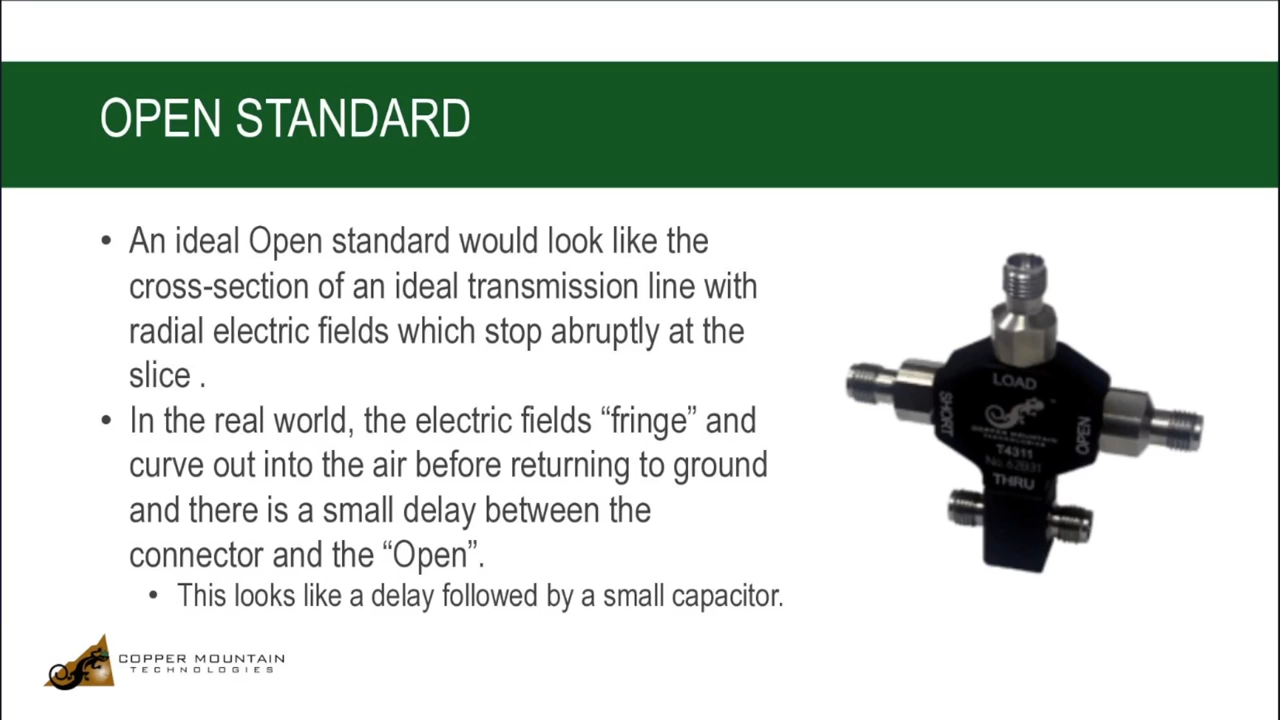 OPEN STANDARD
• An ideal Open standard would look like the
cross-section of an ideal transmission line with
radial electric fields which stop abruptly at the
slice .
• In the real world, the electric fields “fringe” and
curve out into the air before returning to ground
and there is a small delay between the
connector and the “Open”.
• This looks like a delay followed by a small capacitor.
LOAD
SHORT
OPEN
COPPER MOUNTAIN
TECHNOLOGIES
T4311
THRU
COPPER MOUNTAIN
TECHNOLOGIES